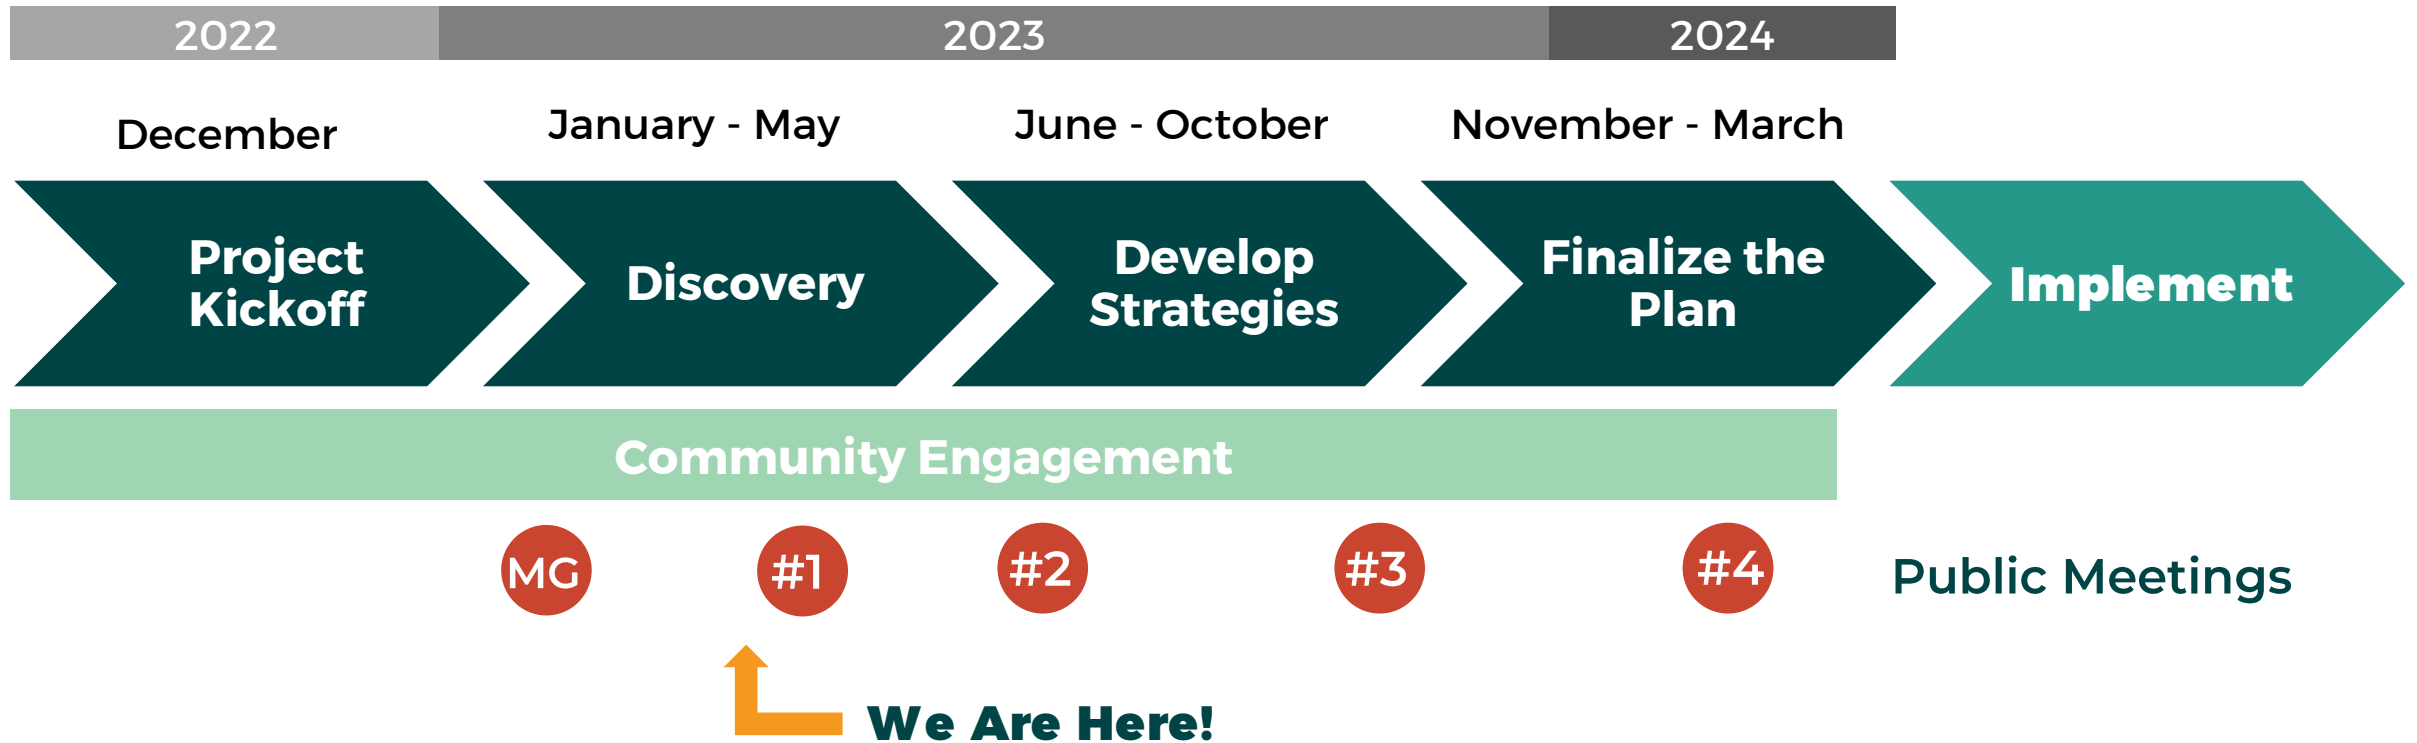 2022 2023 2024
December January - May June - October November - March
Project
Kickoff
Discovery
Develop
Strategies
Finalize the
Plan
Implement
Community Engagement
MG #1 #2 #3 #4 Public Meetings
We Are Here!